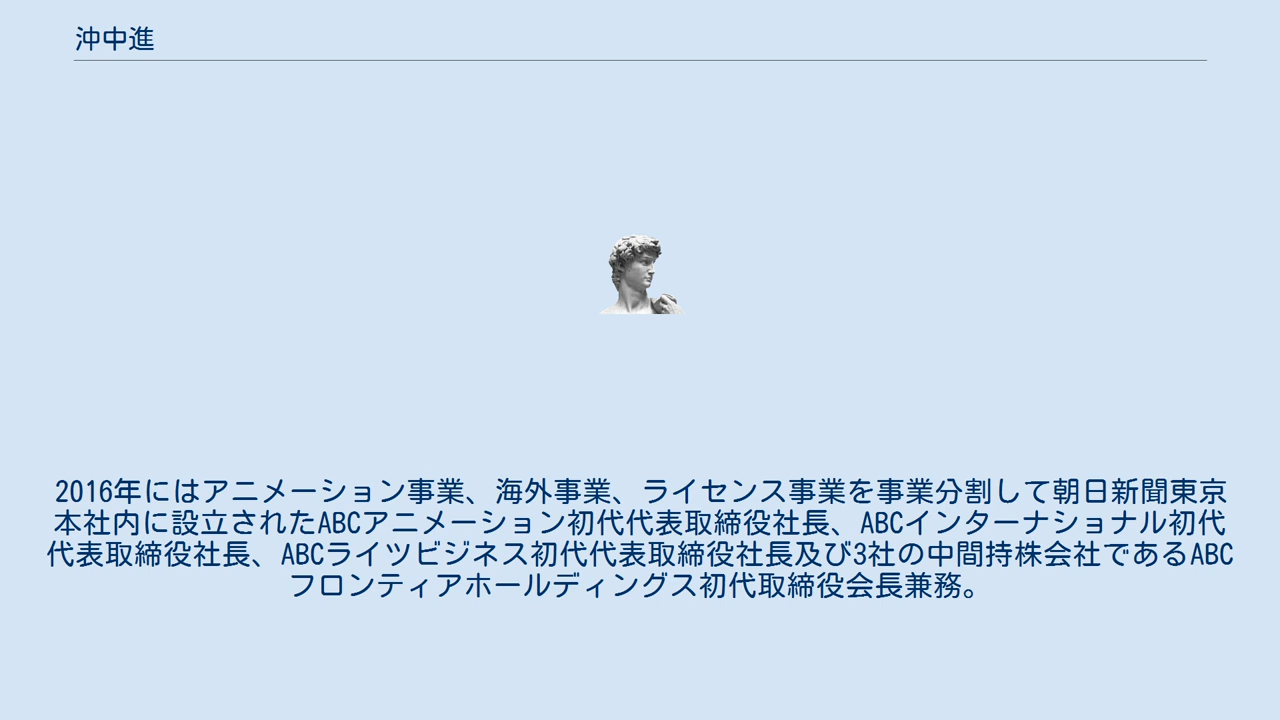 沖中進
2016年にはアニメーション事業、海外事業、ライセンス事業を事業分割して朝日新聞東京
本社内に設立されたABCアニメーション初代代表取締役社長、ABCインターナショナル初代
代表取締役社長、ABCライツビジネス初代代表取締役社長及び3社の中間持株会社であるABC
フロンティアホールディングス初代取締役会長兼務。